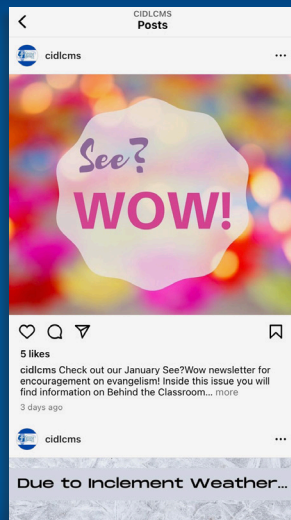 CIDLCMS
Posts
cidlcms
See?
WOW!
5 likes
cidlcms Check out our January See?Wow newsletter for
encouragement on evangelism! Inside this issue you will
find information on Behind the Classroom... more
3 days ago
cidlcms
Due to Inclement Weather...